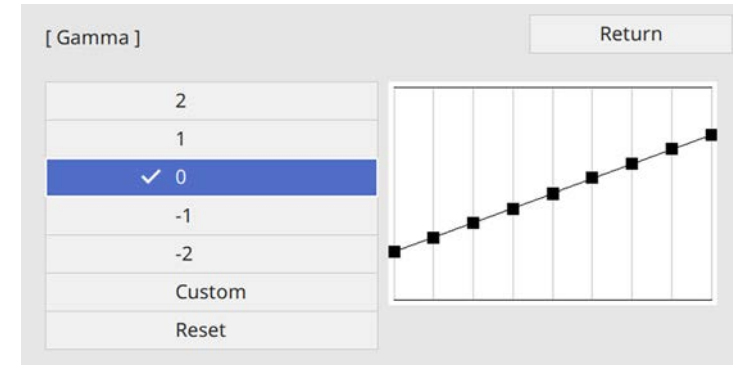 [ Gamma ]
Return
2
1
✓ 0
-1
-2
Custom
Reset